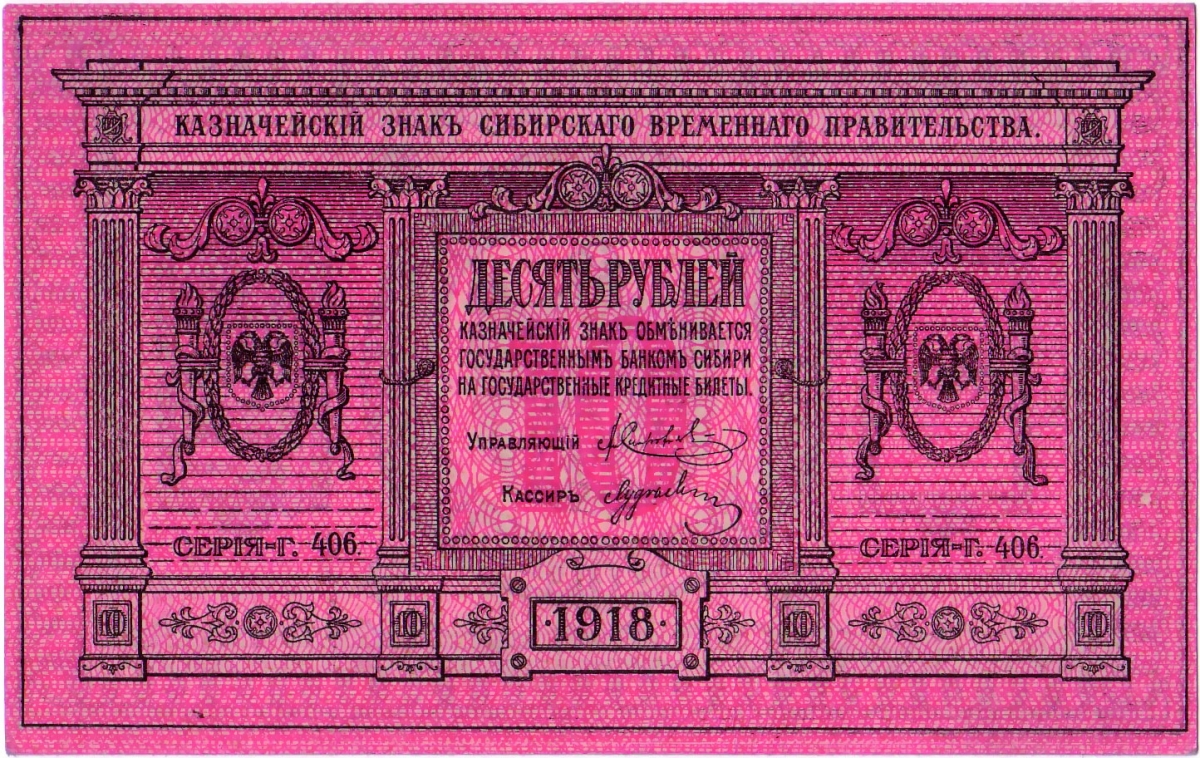 КАЗНАЧЕЙСКІЙ ЗНАКЪ СИБИРСКАГО ВРЕМЕННАГО ПРАВИТЕЛЬСТВА.
ДЕСЯТЬ РУБЛЕЙ
КАЗНАЧЕЙСКІЙ ЗНАКЪ ОБМѢНИВАЕТСЯ
ГОСУДАРСТВЕННЫМЪ БАНКОМЪ СИБИРИ
НА ГОСУДАРСТВЕННЫЕ КРЕДИТНЫЕ БИЛЕТЫ.
10
УПРАВЛЯЮЩІЙ
КАССИРЪ
СЕРІЯ-Г. 406.
СЕРІЯ-Г. 406.
10
10
·1918·
10
10